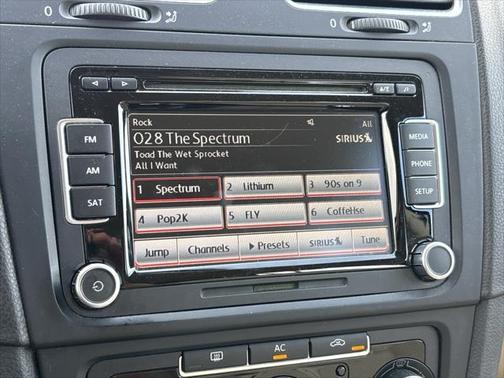 0
0
A/E
Rock
All
028 The Spectrum
SIRIUS
Toad The Wet Sprocket
All I Want
1 Spectrum
2 Lithium
3 90s on 9
4 Pop2K
5 FLY
6 CoffeHse
Jump
Channels
Presets
SIRIUS
Tune
FM
AM
SAT
MEDIA
PHONE
SETUP
AC